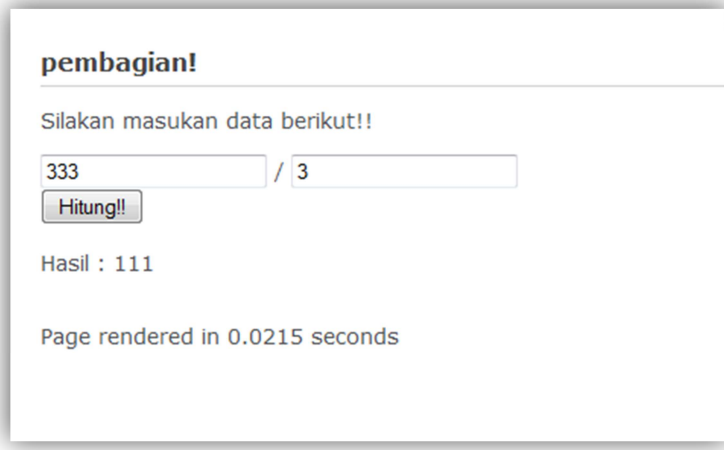 pembagian!
Silakan masukan data berikut!!
333 / 3
Hitung!!
Hasil : 111
Page rendered in 0.0215 seconds